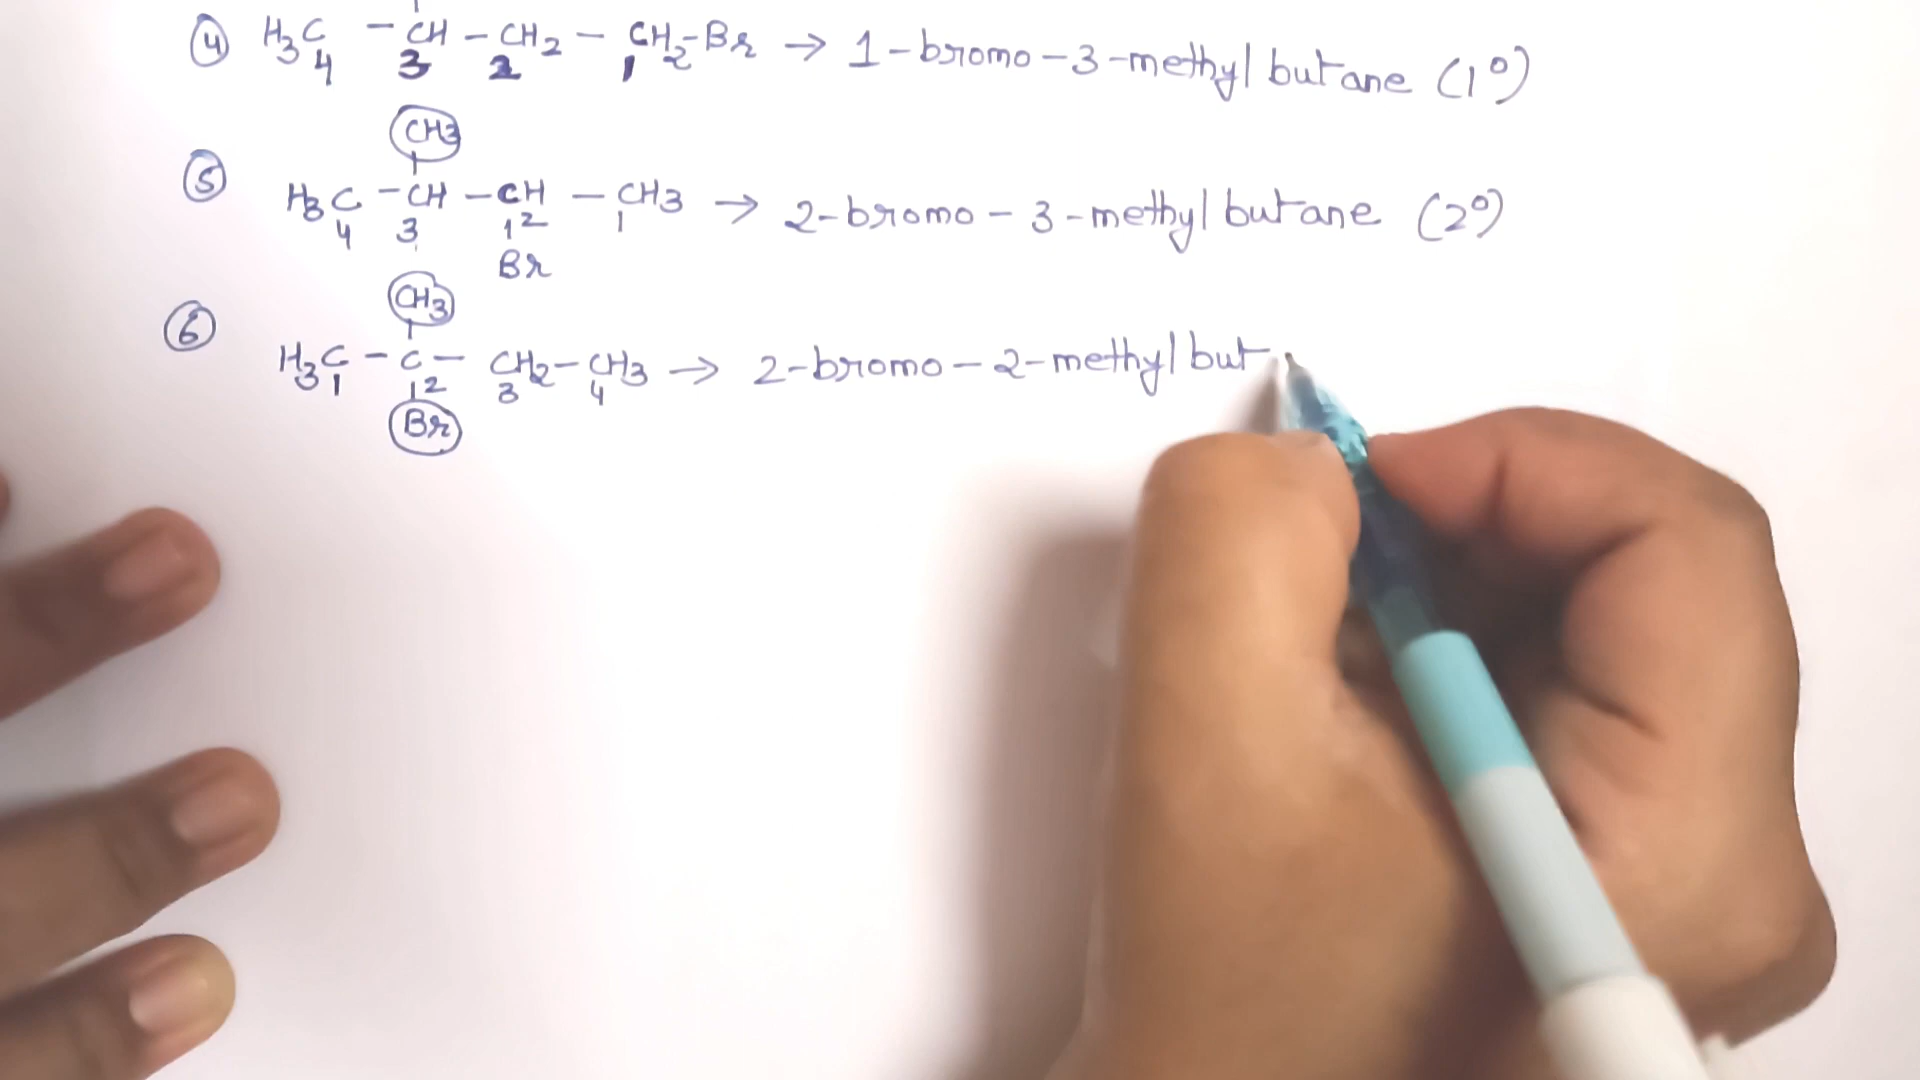 4 H3C - CH - CH2 - CH2-Br → 1-bromo-3-methyl butane (1°)
4 3 2 1
CH3
5 H3C - CH - CH - CH3 → 2-bromo-3-methyl butane (2°)
4 3 2 1
Br
CH3
6 H3C - C - CH2 - CH3 → 2-bromo-2-methyl but
1 2 3 4
Br